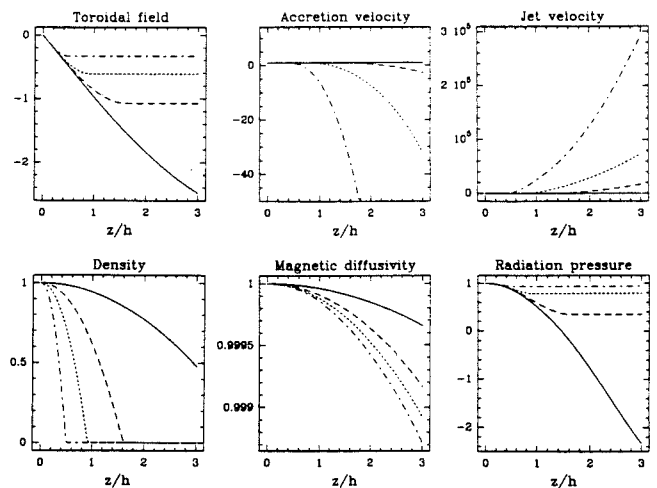 Toroidal field Accretion velocity Jet velocity
0
-1
-2
0 1 2 3
z/h
0
-20
-40
0 1 2 3
z/h
3 10⁵
2 10⁵
10⁵
0
0 1 2 3
z/h
Density Magnetic diffusivity Radiation pressure
1
0.5
0
0 1 2 3
z/h
1
0.9995
0.999
0 1 2 3
z/h
1
0
-1
-2
0 1 2 3
z/h